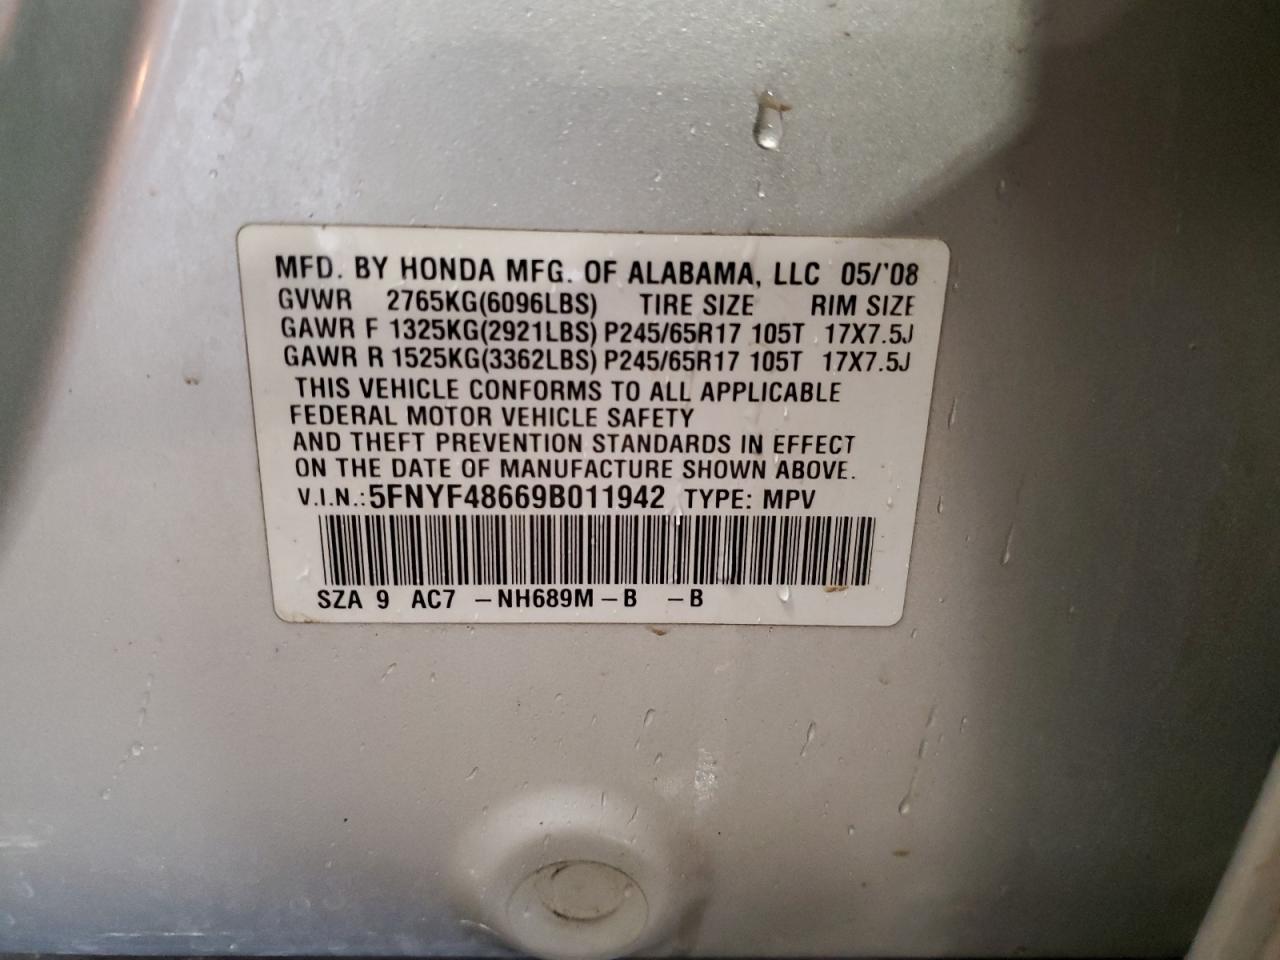 MFD. BY HONDA MFG. OF ALABAMA, LLC 05/'08
GVWR 2765KG(6096LBS) TIRE SIZE RIM SIZE
GAWR F 1325KG(2921LBS) P245/65R17 105T 17X7.5J
GAWR R 1525KG(3362LBS) P245/65R17 105T 17X7.5J
THIS VEHICLE CONFORMS TO ALL APPLICABLE
FEDERAL MOTOR VEHICLE SAFETY
AND THEFT PREVENTION STANDARDS IN EFFECT
ON THE DATE OF MANUFACTURE SHOWN ABOVE.
V.I.N.:5FNYF48669B011942 TYPE: MPV
SZA 9 AC7 –NH689M–B –B